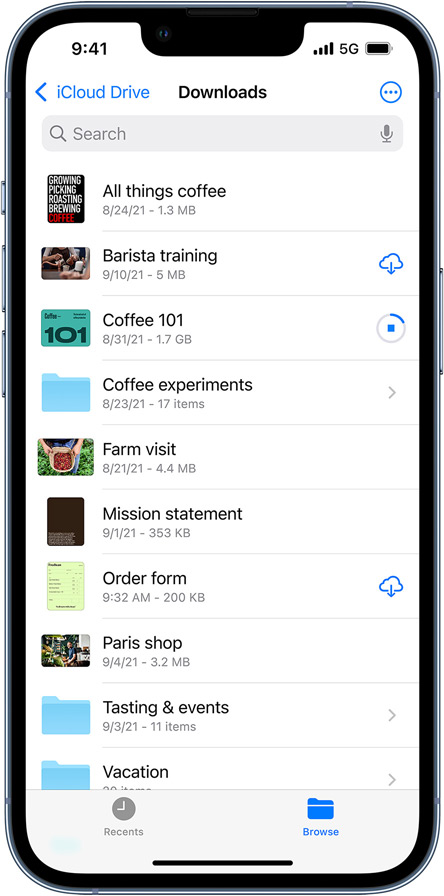 9:41
5G
iCloud Drive
Downloads
Search
GROWING
PICKING
ROASTING
BREWING
COFFEE
All things coffee
8/24/21 - 1.3 MB
Barista training
9/10/21 - 5 MB
Coffee —
101
Coffee 101
8/31/21 - 1.7 GB
Coffee experiments
8/23/21 - 17 items
Farm visit
8/21/21 - 4.4 MB
Mission statement
9/1/21 - 353 KB
Order form
9:32 AM - 200 KB
Paris shop
9/4/21 - 3.2 MB
Tasting & events
9/3/21 - 11 items
Vacation
Recents
Browse